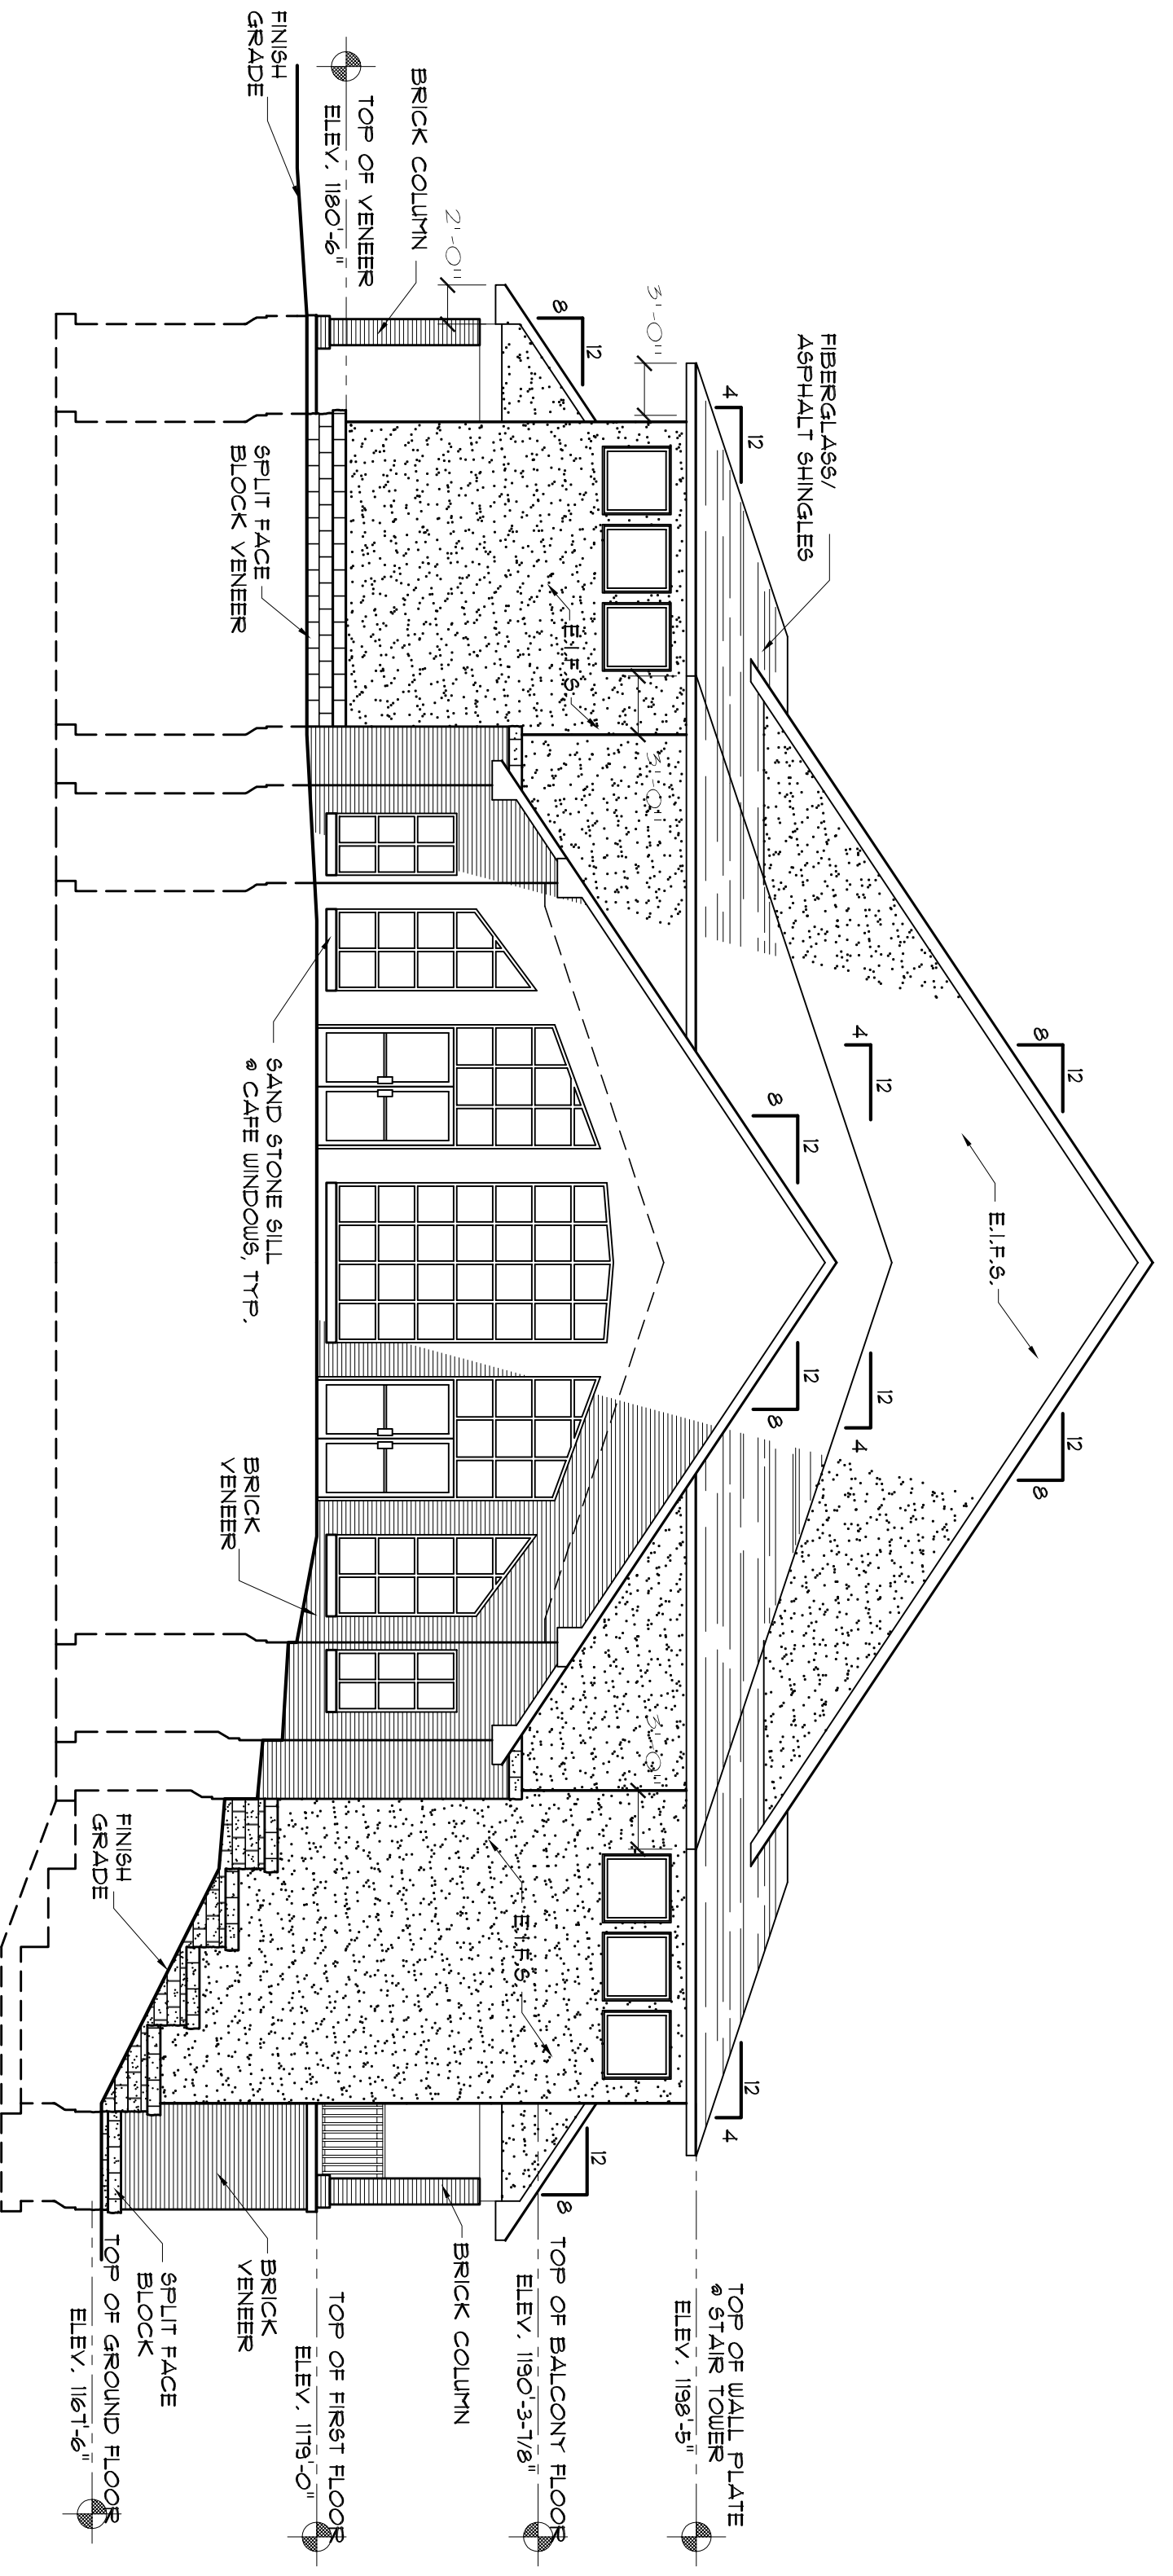 FIBERGLASS/
ASPHALT SHINGLES
E.I.F.S.
8
12
8
12
4
12
4
12
8
12
8
12
4
12
4
12
8
12
8
12
3'-0"
3'-0"
3'-0"
2'-0"
BRICK COLUMN
TOP OF VENEER
ELEV. 1180'-6"
FINISH
GRADE
SPLIT FACE
BLOCK VENEER
E.I.F.S
SAND STONE SILL
@ CAFE WINDOWS, TYP.
BRICK
VENEER
E.I.F.S
FINISH
GRADE
TOP OF WALL PLATE
@ STAIR TOWER
ELEV. 1198'-5"
TOP OF BALCONY FLOOR
ELEV. 1190'-3-7/8"
BRICK COLUMN
TOP OF FIRST FLOOR
ELEV. 1179'-0"
BRICK
VENEER
SPLIT FACE
BLOCK
TOP OF GROUND FLOOR
ELEV. 1167'-6"